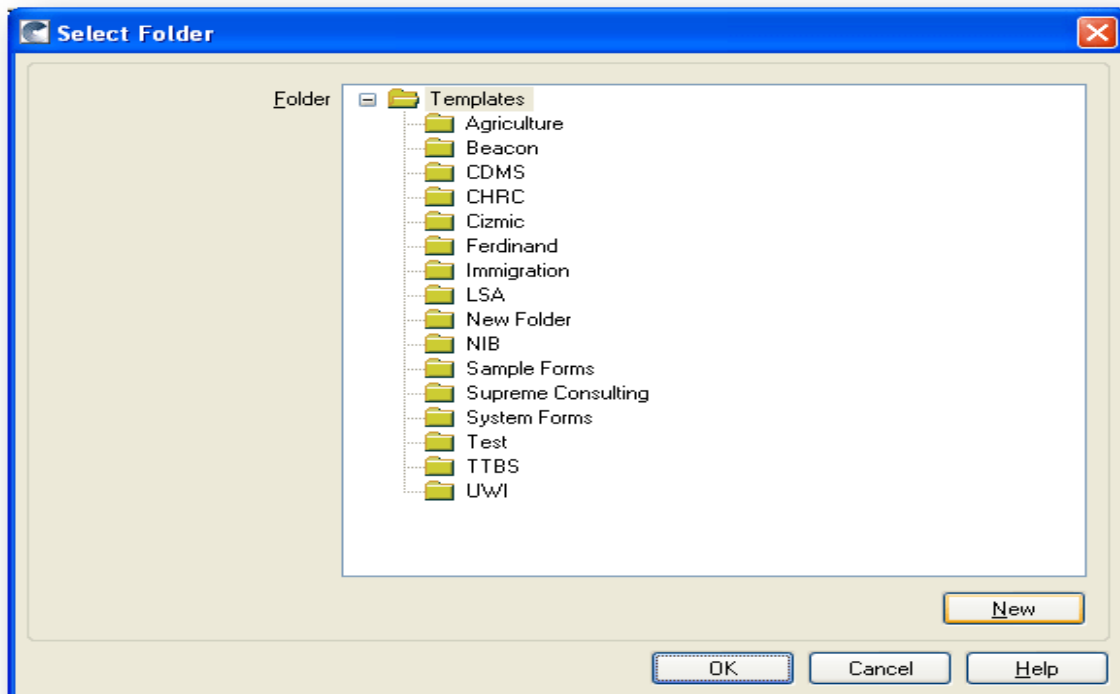 Select Folder
Folder
Templates
Agriculture
Beacon
CDMS
CHRC
Cizmic
Ferdinand
Immigration
LSA
New Folder
NIB
Sample Forms
Supreme Consulting
System Forms
Test
TTBS
UWI
New
OK Cancel Help